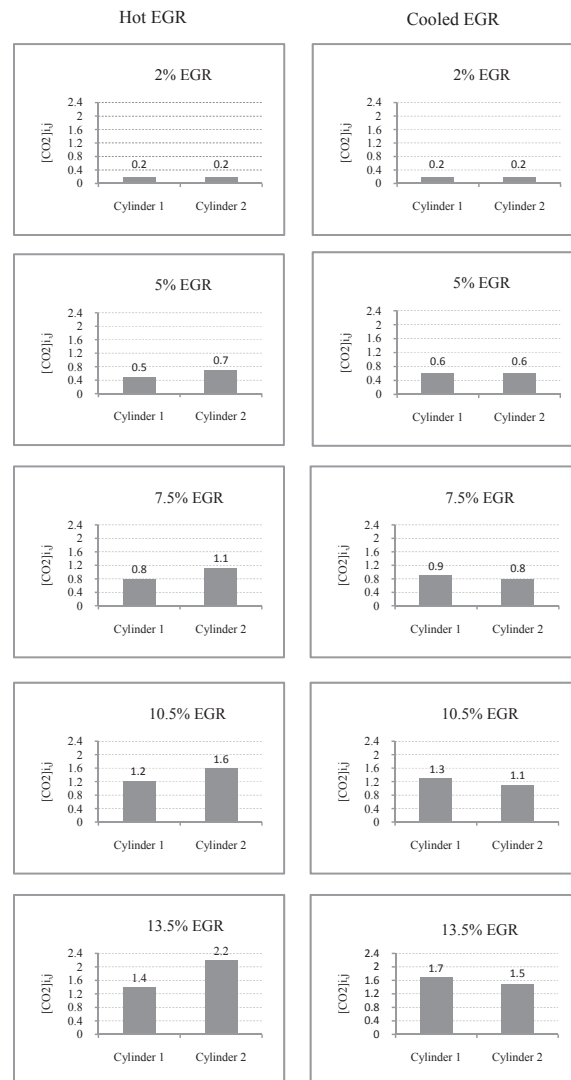 Hot EGR
Cooled EGR
2% EGR
[CO2]i,j
2.4
2
1.6
1.2
0.8
0.4
0
0.2
0.2
Cylinder 1
Cylinder 2
2% EGR
[CO2]i,j
2.4
2
1.6
1.2
0.8
0.4
0
0.2
0.2
Cylinder 1
Cylinder 2
5% EGR
[CO2]i,j
2.4
2
1.6
1.2
0.8
0.4
0
0.5
0.7
Cylinder 1
Cylinder 2
5% EGR
[CO2]i,j
2.4
2
1.6
1.2
0.8
0.4
0
0.6
0.6
Cylinder 1
Cylinder 2
7.5% EGR
[CO2]i,j
2.4
2
1.6
1.2
0.8
0.4
0
0.8
1.1
Cylinder 1
Cylinder 2
7.5% EGR
[CO2]i,j
2.4
2
1.6
1.2
0.8
0.4
0
0.9
0.8
Cylinder 1
Cylinder 2
10.5% EGR
[CO2]i,j
2.4
2
1.6
1.2
0.8
0.4
0
1.2
1.6
Cylinder 1
Cylinder 2
10.5% EGR
[CO2]i,j
2.4
2
1.6
1.2
0.8
0.4
0
1.3
1.1
Cylinder 1
Cylinder 2
13.5% EGR
[CO2]i,j
2.4
2
1.6
1.2
0.8
0.4
0
1.4
2.2
Cylinder 1
Cylinder 2
13.5% EGR
[CO2]i,j
2.4
2
1.6
1.2
0.8
0.4
0
1.7
1.5
Cylinder 1
Cylinder 2